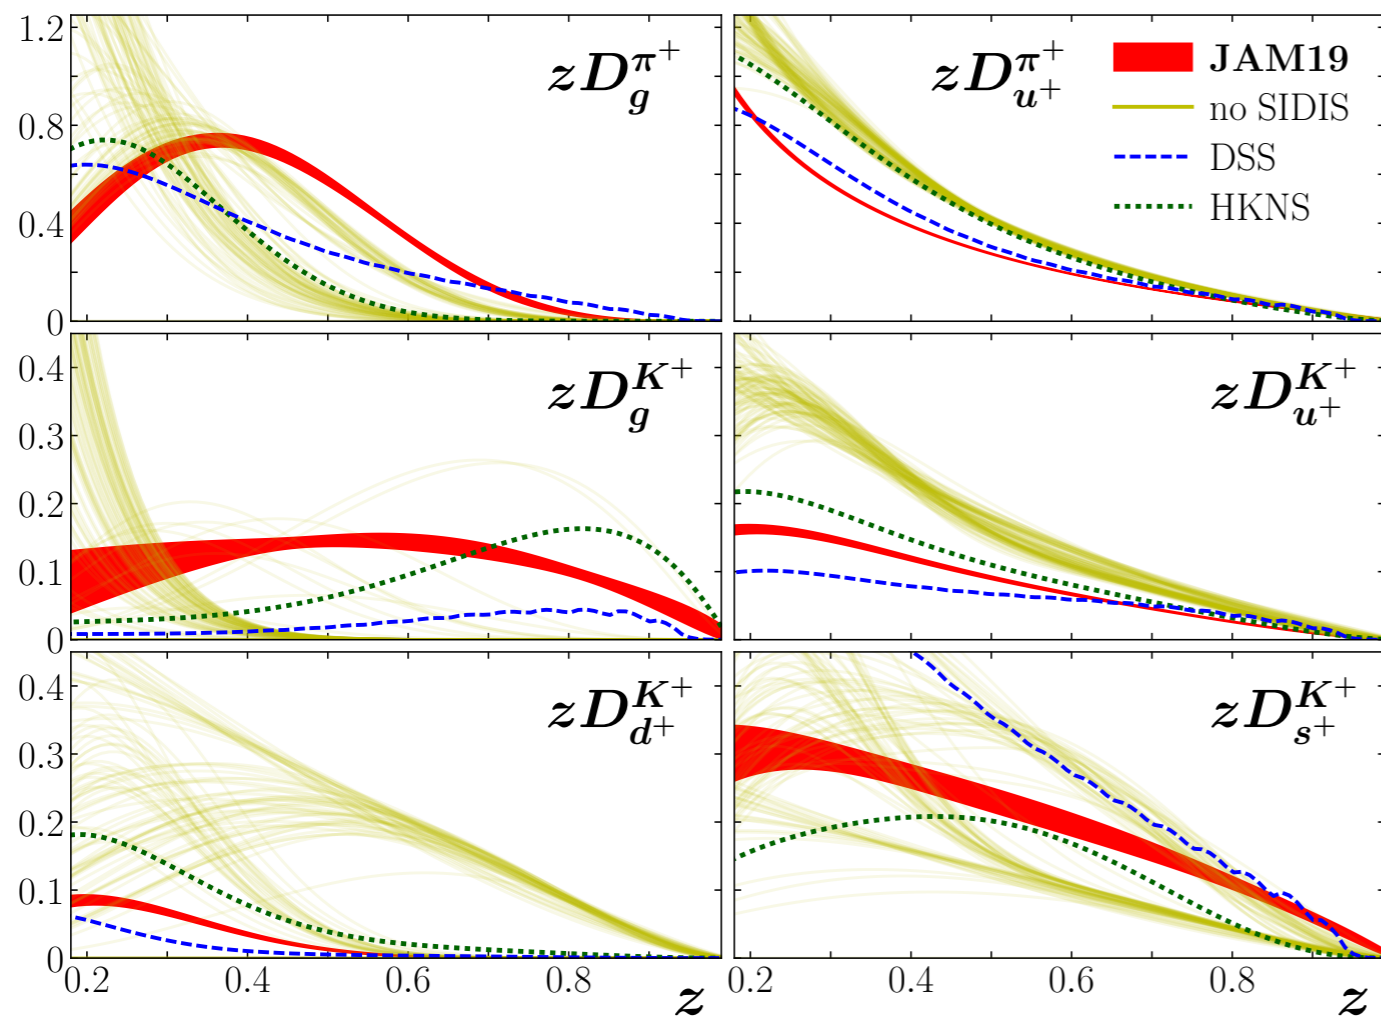 1.2
0.8
0.4
0
zD_g^{π^+}
zD_{u^+}^{π^+}
JAM19
no SIDIS
DSS
HKNS
0.4
0.3
0.2
0.1
0
zD_g^{K^+}
zD_{u^+}^{K^+}
0.4
0.3
0.2
0.1
0
zD_{d^+}^{K^+}
zD_{s^+}^{K^+}
0.2 0.4 0.6 0.8
z
0.2 0.4 0.6 0.8
z